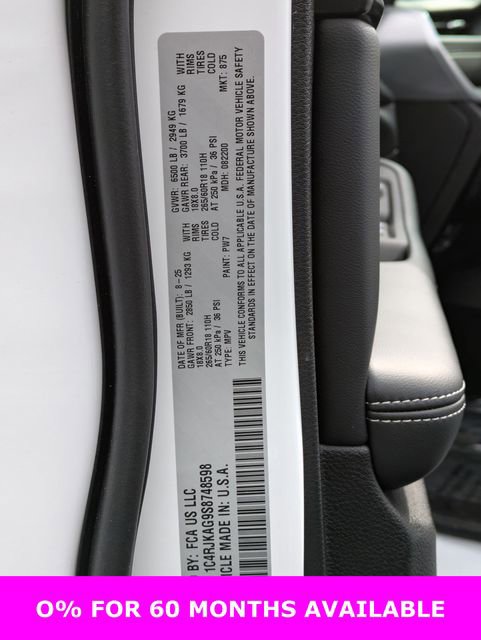 D BY: FCA US LLC
1C4RJKAG9S8748598
EHICLE MADE IN: U.S.A.
DATE OF MFR (BUILT): 8-25
GAWR FRONT: 2850 LB / 1293 KG WITH
18X8.0 RIMS
265/60R18 110H TIRES
AT 250 kPa / 36 PSI COLD
TYPE: MPV PAINT: PW7
GVWR: 6500 LB / 2949 KG
GAWR REAR: 3700 LB / 1679 KG WITH
18X8.0 RIMS
265/60R18 110H TIRES
AT 250 kPa / 36 PSI COLD
MDH: 082200 MKT: 875
THIS VEHICLE CONFORMS TO ALL APPLICABLE U.S.A. FEDERAL MOTOR VEHICLE SAFETY
STANDARDS IN EFFECT ON THE DATE OF MANUFACTURE SHOWN ABOVE.
0% FOR 60 MONTHS AVAILABLE